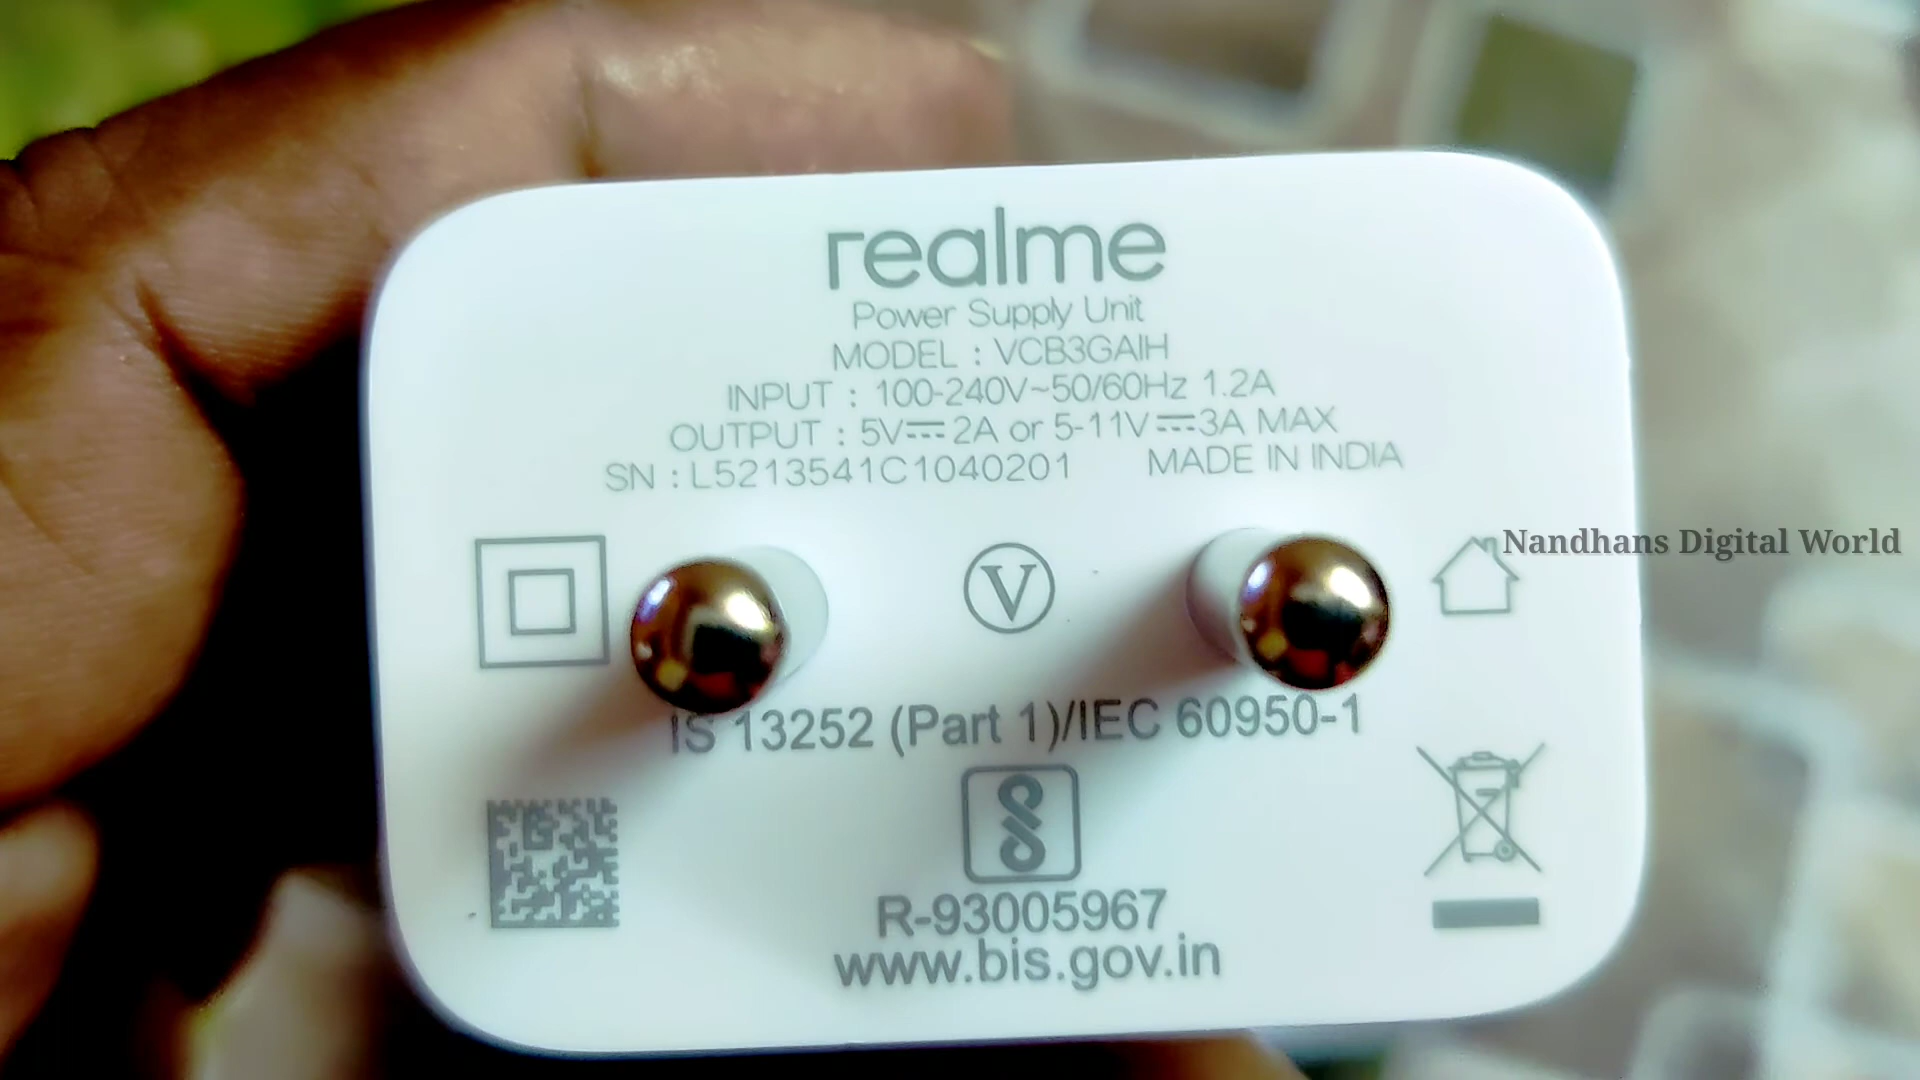 realme
Power Supply Unit
MODEL : VCB3GAIH
INPUT : 100-240V~50/60Hz 1.2A
OUTPUT : 5V⎓2A or 5-11V⎓3A MAX
SN : L5213541C1040201 MADE IN INDIA
V
Nandhans Digital World
IS 13252 (Part 1)/IEC 60950-1
R-93005967
www.bis.gov.in